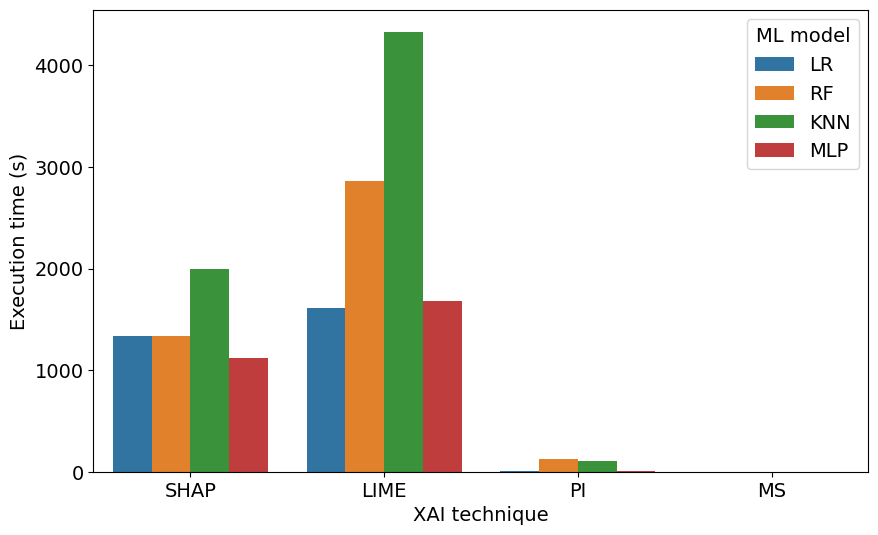 ML model
LR
RF
KNN
MLP
Execution time (s)
4000
3000
2000
1000
0
SHAP LIME PI MS
XAI technique